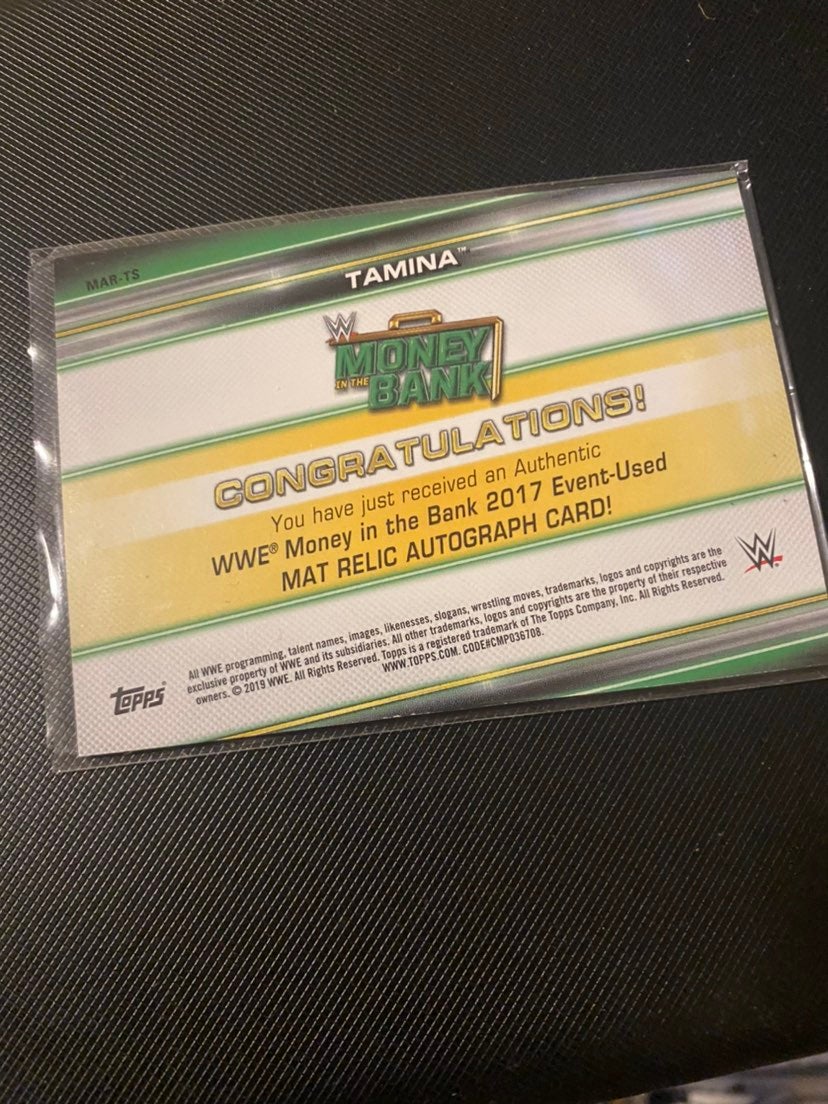 MAR-TS
TAMINA™
W
MONEY
IN THE
BANK
CONGRATULATIONS!
You have just received an Authentic
WWE® Money in the Bank 2017 Event-Used
MAT RELIC AUTOGRAPH CARD!
W
All WWE programming, talent names, images, likenesses, slogans, wrestling moves, trademarks, logos and copyrights are the
exclusive property of WWE and its subsidiaries. All other trademarks, logos and copyrights are the property of their respective
owners. © 2019 WWE. All Rights Reserved. Topps is a registered trademark of The Topps Company, Inc. All Rights Reserved.
WWW.TOPPS.COM. CODE#CMP036708.
Topps